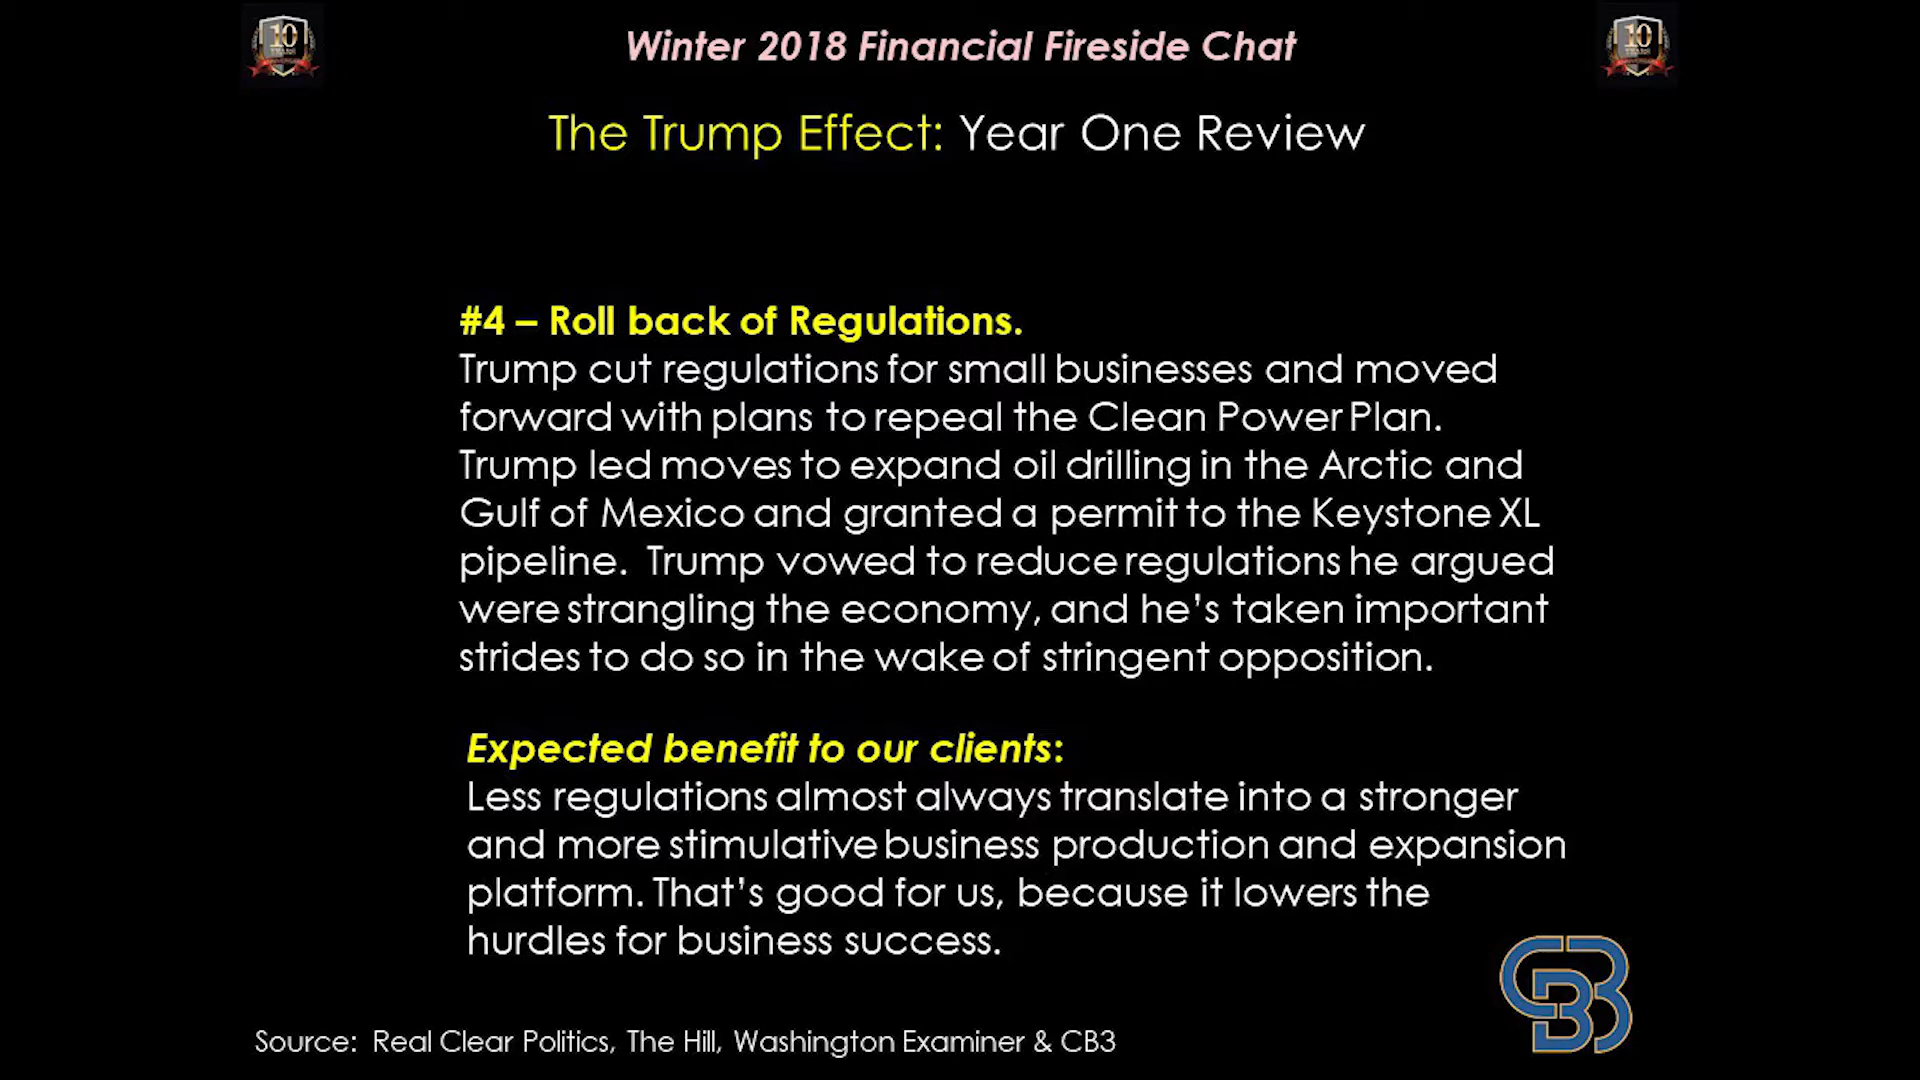 Winter 2018 Financial Fireside Chat
10
10
The Trump Effect: Year One Review
#4 – Roll back of Regulations.
Trump cut regulations for small businesses and moved
forward with plans to repeal the Clean Power Plan.
Trump led moves to expand oil drilling in the Arctic and
Gulf of Mexico and granted a permit to the Keystone XL
pipeline.  Trump vowed to reduce regulations he argued
were strangling the economy, and he's taken important
strides to do so in the wake of stringent opposition.
Expected benefit to our clients:
Less regulations almost always translate into a stronger
and more stimulative business production and expansion
platform. That's good for us, because it lowers the
hurdles for business success.
CB3
Source:  Real Clear Politics, The Hill, Washington Examiner & CB3